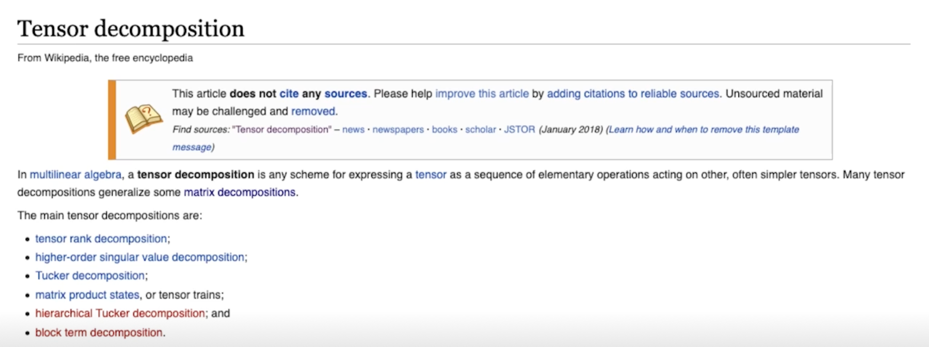 Tensor decomposition
From Wikipedia, the free encyclopedia
This article does not cite any sources. Please help improve this article by adding citations to reliable sources. Unsourced material
may be challenged and removed.
Find sources: "Tensor decomposition" – news · newspapers · books · scholar · JSTOR (January 2018) (Learn how and when to remove this template
message)
In multilinear algebra, a tensor decomposition is any scheme for expressing a tensor as a sequence of elementary operations acting on other, often simpler tensors. Many tensor
decompositions generalize some matrix decompositions.
The main tensor decompositions are:
• tensor rank decomposition;
• higher-order singular value decomposition;
• Tucker decomposition;
• matrix product states, or tensor trains;
• hierarchical Tucker decomposition; and
• block term decomposition.